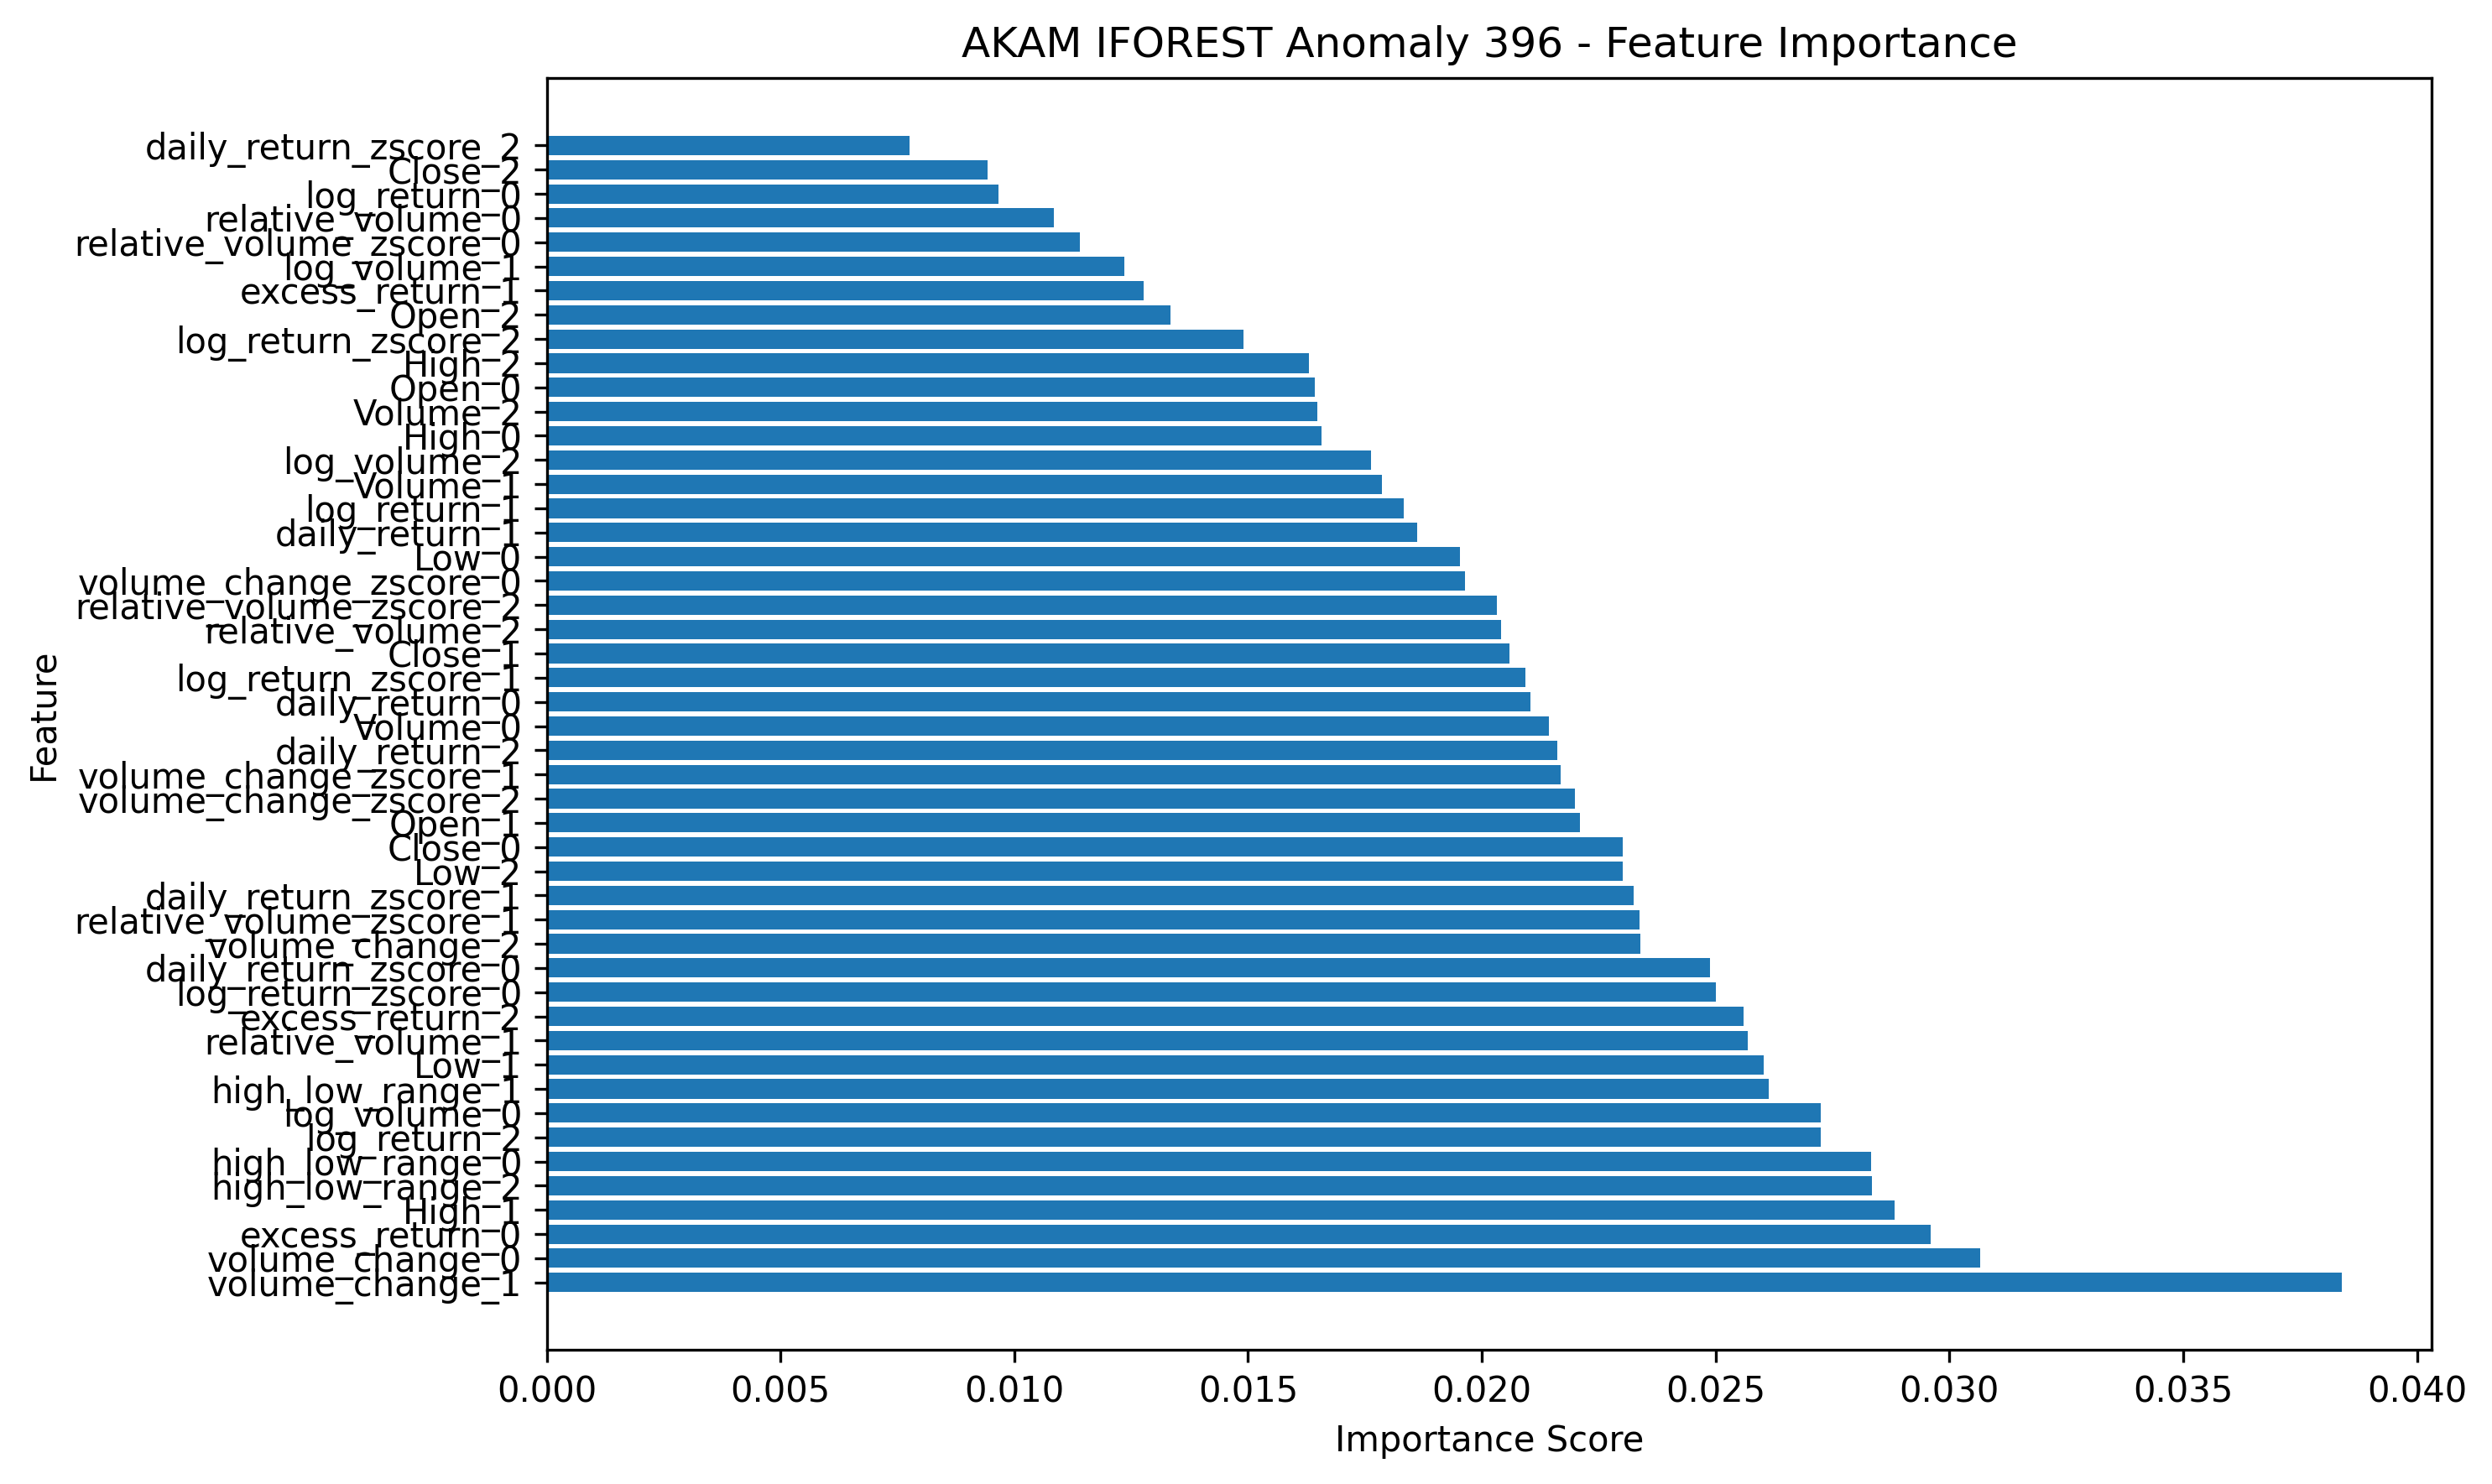 AKAM IFOREST Anomaly 396 - Feature Importance
daily_return_zscore_2
Close_2
log_return_0
relative_volume_0
relative_volume_zscore_0
log_volume_1
excess_return_1
Open_2
log_return_zscore_2
High_2
Open_0
Volume_2
High_0
log_volume_2
Volume_1
log_return_1
daily_return_1
Low_0
volume_change_zscore_0
relative_volume_zscore_2
relative_volume_2
Close_1
log_return_zscore_1
daily_return_0
Volume_0
daily_return_2
volume_change_zscore_1
volume_change_zscore_2
Open_1
Close_0
Low_2
daily_return_zscore_1
relative_volume_zscore_1
volume_change_2
daily_return_zscore_0
log_return_zscore_0
excess_return_2
relative_volume_1
Low_1
high_low_range_1
log_volume_0
log_return_2
high_low_range_0
high_low_range_2
High_1
excess_return_0
volume_change_0
volume_change_1
Feature
0.000 0.005 0.010 0.015 0.020 0.025 0.030 0.035 0.040
Importance Score